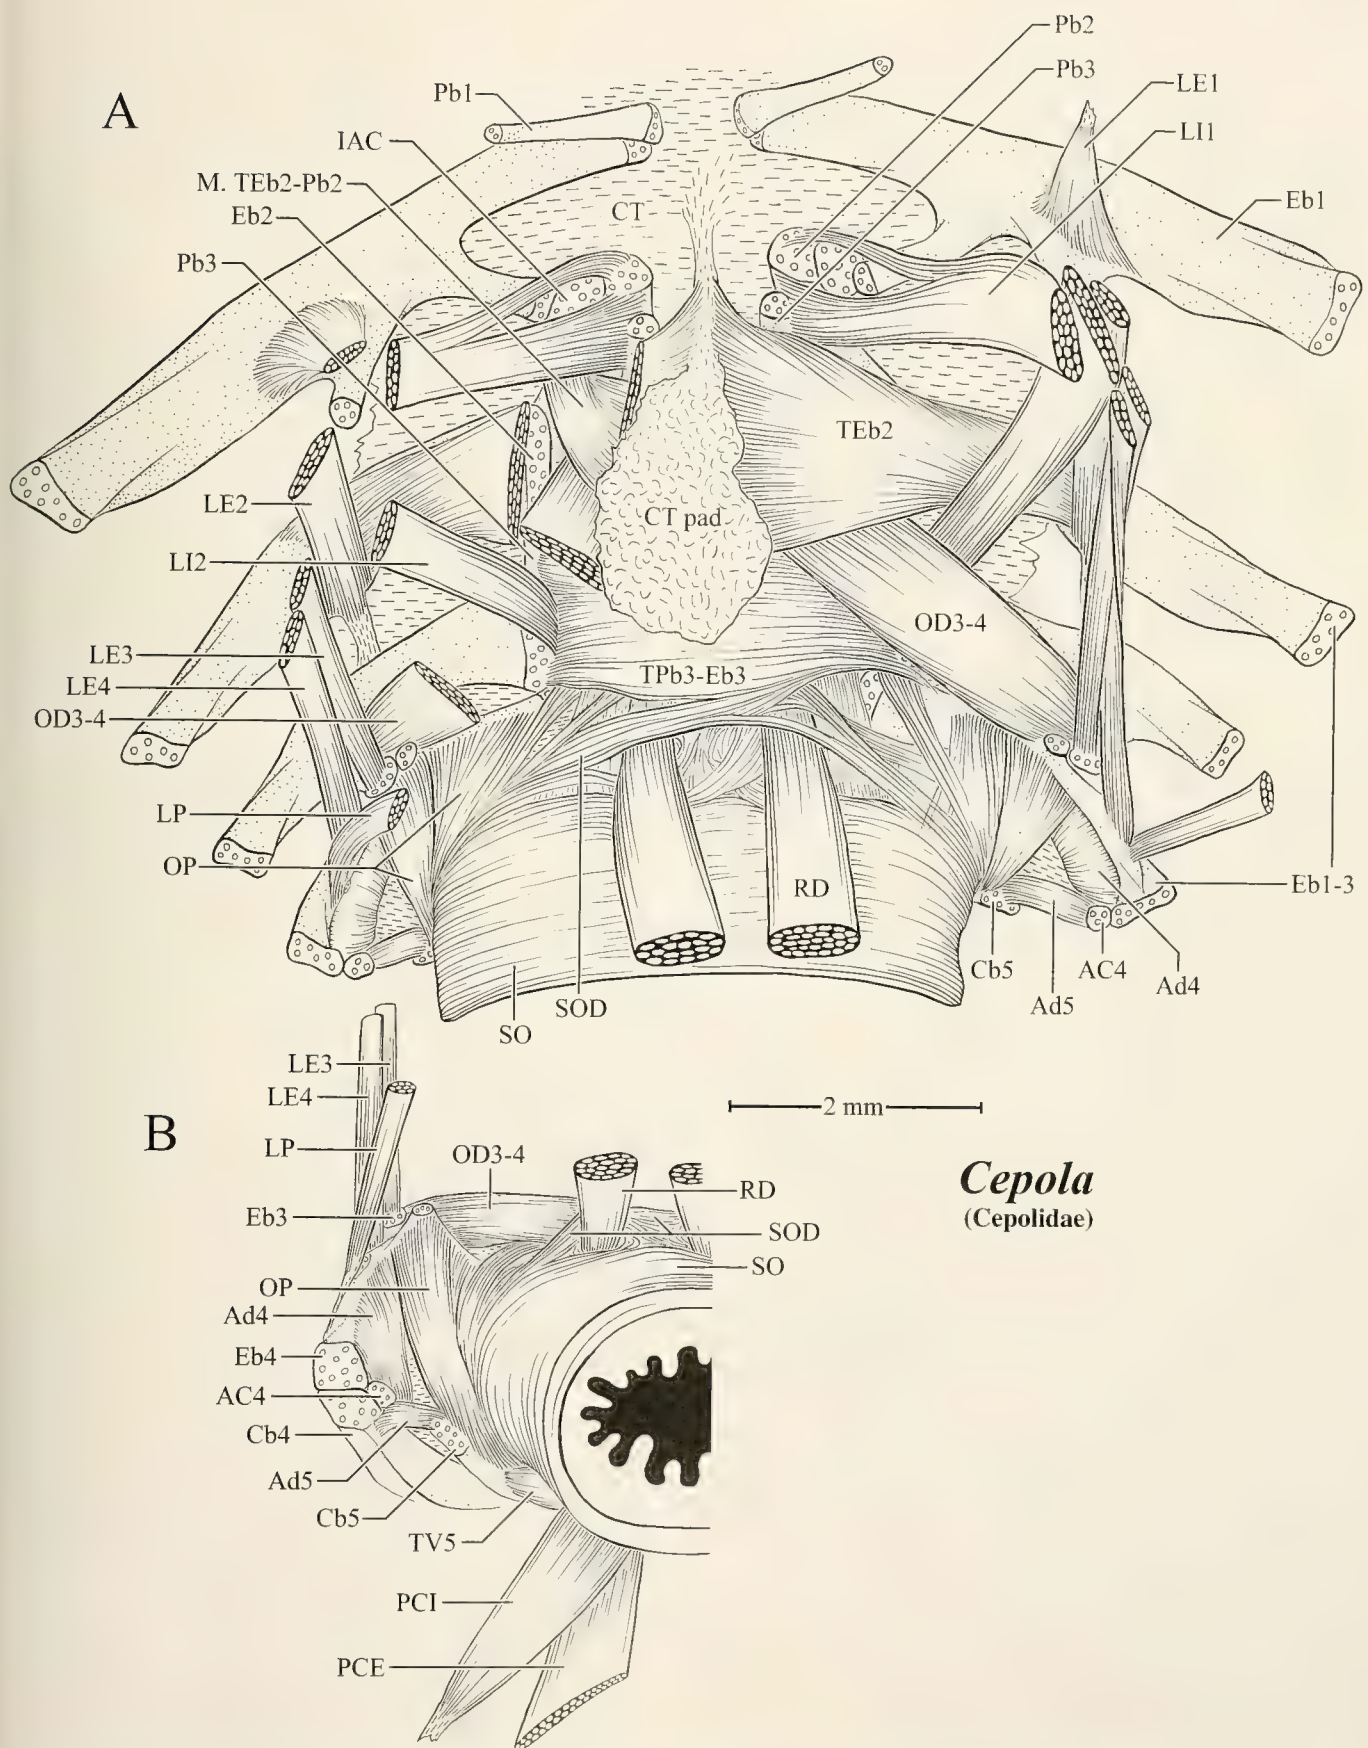 A
Pb2
Pb3
Pb1
LE1
IAC
LI1
M. TEb2-Pb2
Eb2
CT
Eb1
Pb3
TEb2
LE2
CT pad
LI2
OD3-4
LE3
TPb3-Eb3
LE4
OD3-4
LP
OP
RD
Eb1-3
Cb5
AC4
Ad4
Ad5
SO
SOD
LE3
LE4
B
2 mm
LP
OD3-4
RD
Cepola
(Cepolidae)
Eb3
SOD
SO
OP
Ad4
Eb4
AC4
Cb4
Ad5
Cb5
TV5
PCI
PCE